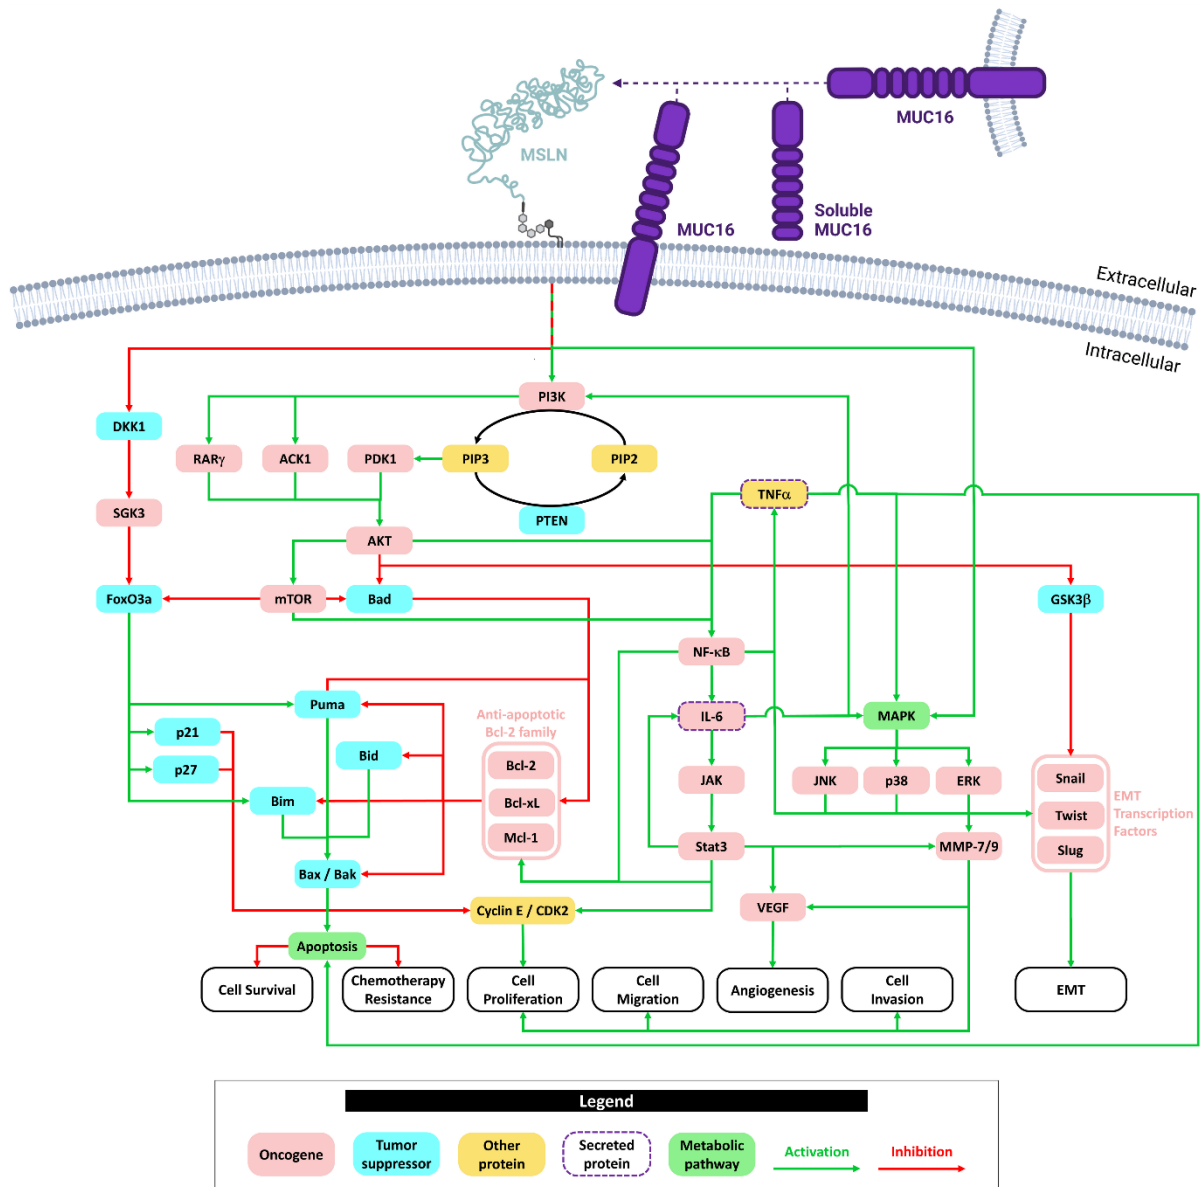 MUC16
MSLN
Soluble
MUC16
MUC16
Extracellular
Intracellular
PI3K
DKK1
RARγ
ACK1
PDK1
PIP3
PIP2
TNFα
SGK3
PTEN
AKT
FoxO3a
mTOR
Bad
GSK3β
NF-κB
Puma
Anti-apoptotic
Bcl-2 family
IL-6
MAPK
p21
Bid
p27
Bcl-2
JAK
JNK
p38
ERK
Snail
Bim
Bcl-xL
Twist
EMT
Transcription
Factors
Mcl-1
Stat3
MMP-7/9
Slug
Bax / Bak
Cyclin E / CDK2
VEGF
Apoptosis
Cell Survival
Chemotherapy
Resistance
Cell
Proliferation
Cell
Migration
Angiogenesis
Cell
Invasion
EMT
Legend
Oncogene
Tumor
suppressor
Other
protein
Secreted
protein
Metabolic
pathway
Activation
Inhibition